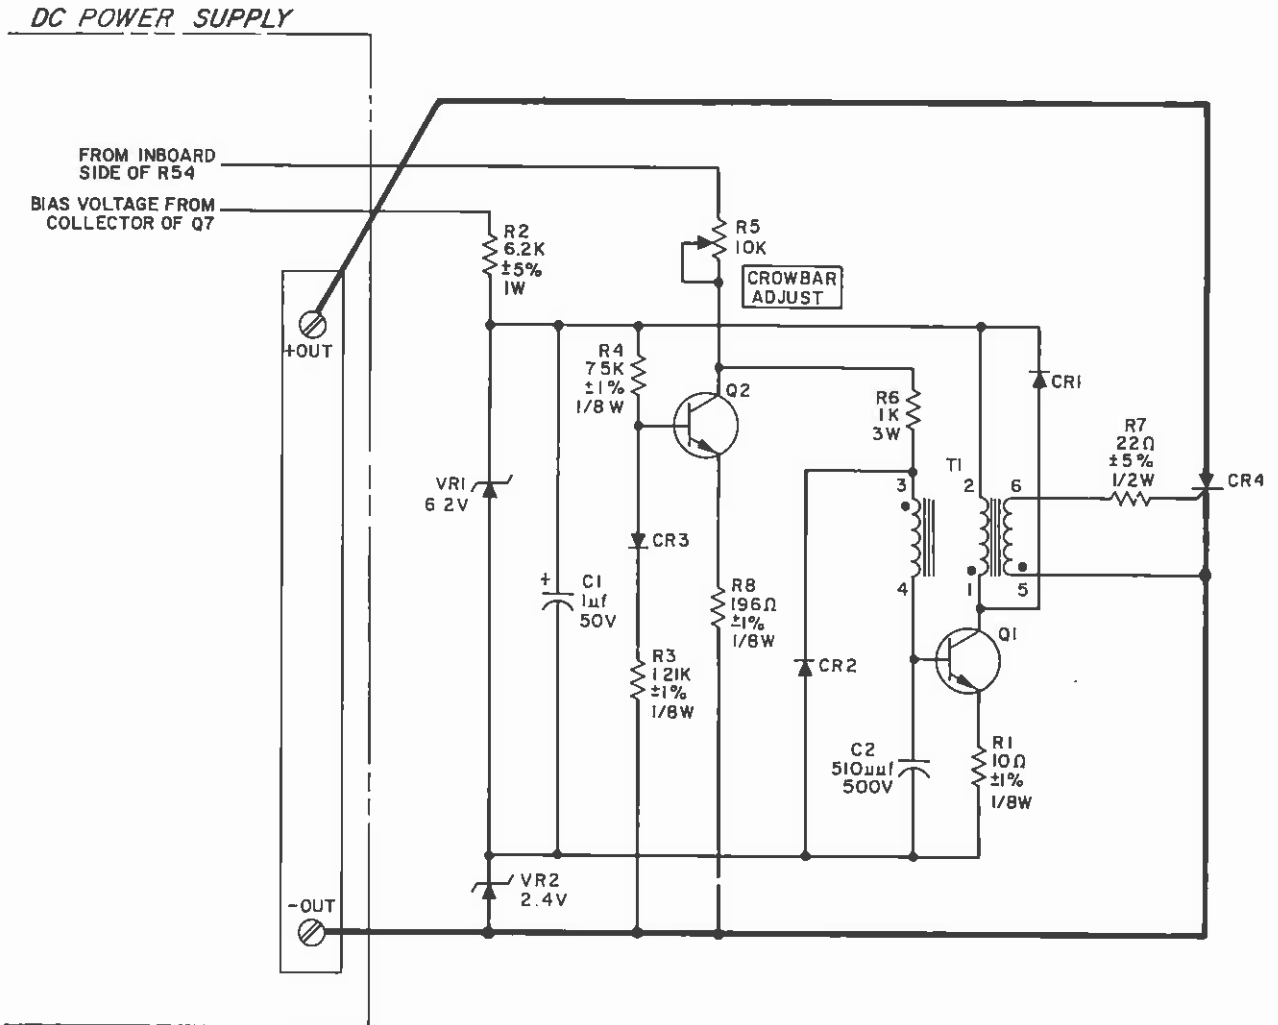 DC POWER SUPPLY
FROM INBOARD
SIDE OF R54
BIAS VOLTAGE FROM
COLLECTOR OF Q7
R2
6.2K
±5%
1W
R5
10K
CROWBAR
ADJUST
+OUT
R4
75K
±1%
1/8W
Q2
R6
1K
3W
CR1
R7
22Ω
±5%
1/2W
CR4
VR1
6 2V
T1
3
2
6
CR3
C1
+
1µf
50V
R8
196Ω
±1%
1/8W
4
1
5
Q1
R3
1 21K
±1%
1/8W
CR2
C2
510µµf
500V
R1
10Ω
±1%
1/8W
VR2
2.4V
-OUT